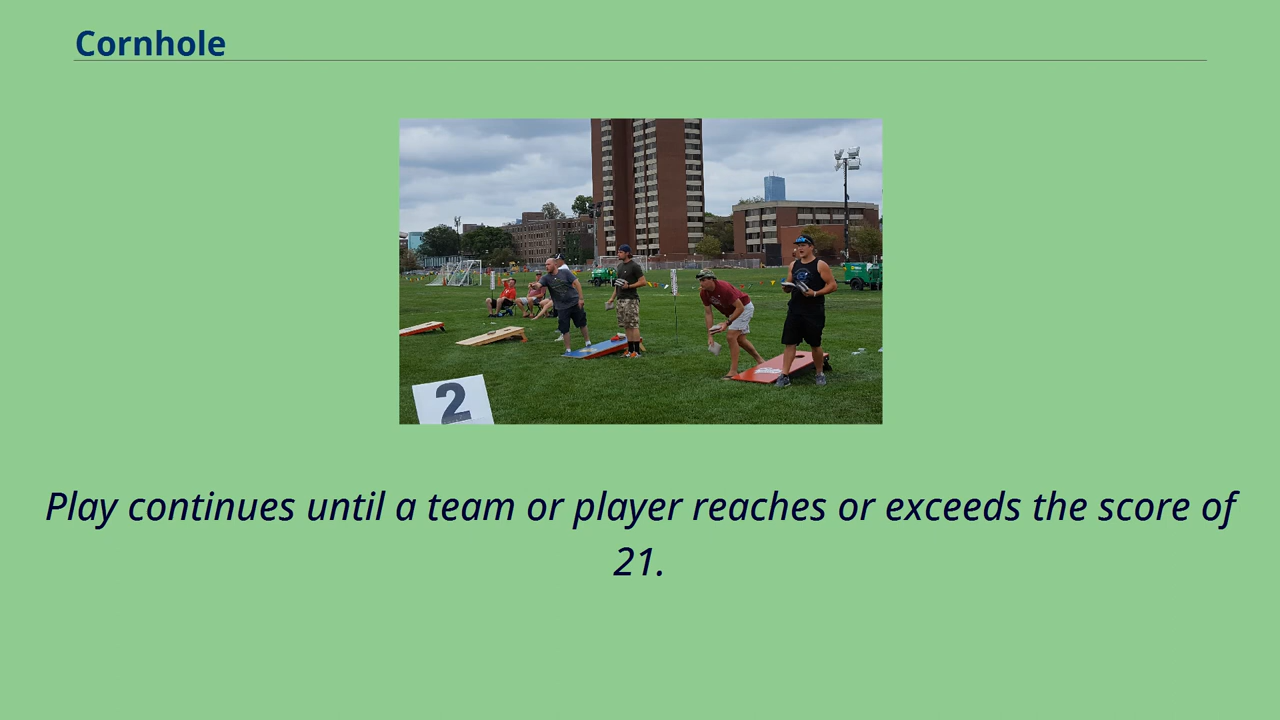 Cornhole
2
Play continues until a team or player reaches or exceeds the score of
21.